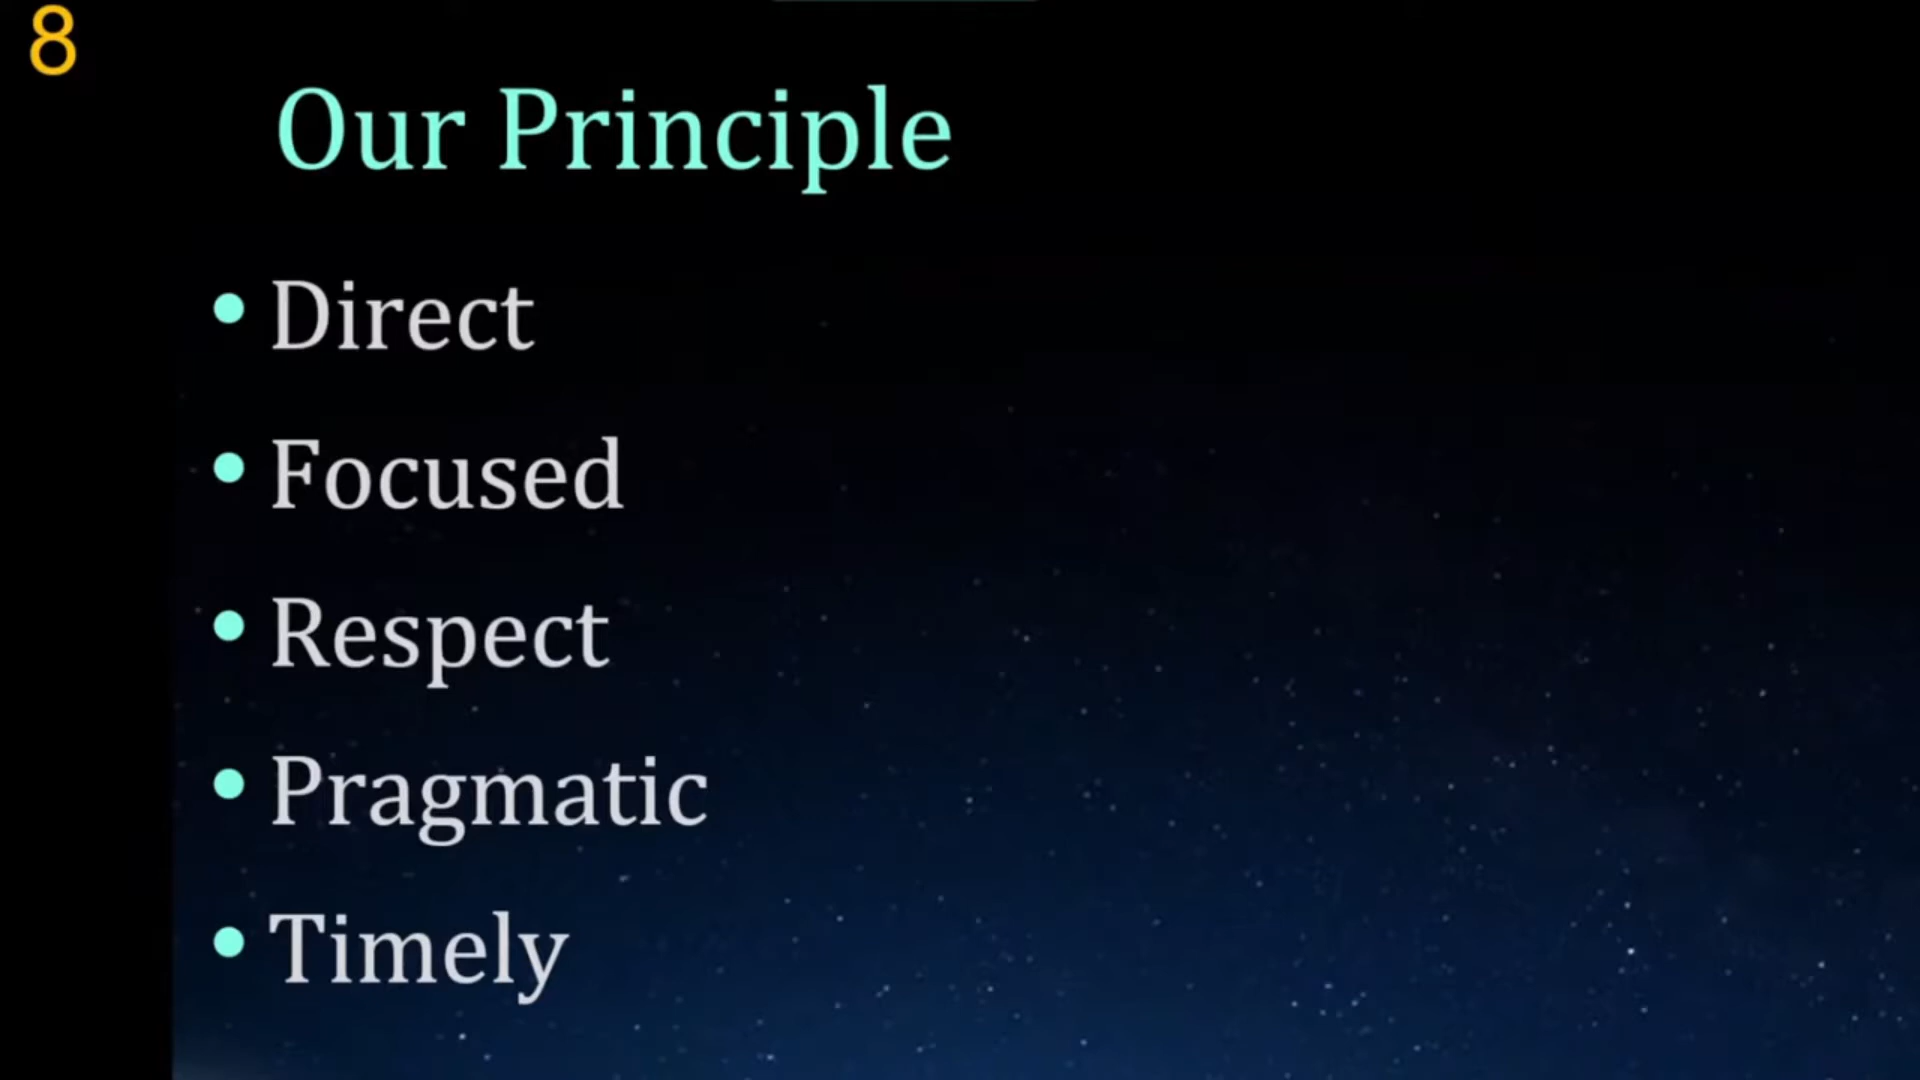 8
Our Principle
• Direct
• Focused
• Respect
• Pragmatic
• Timely